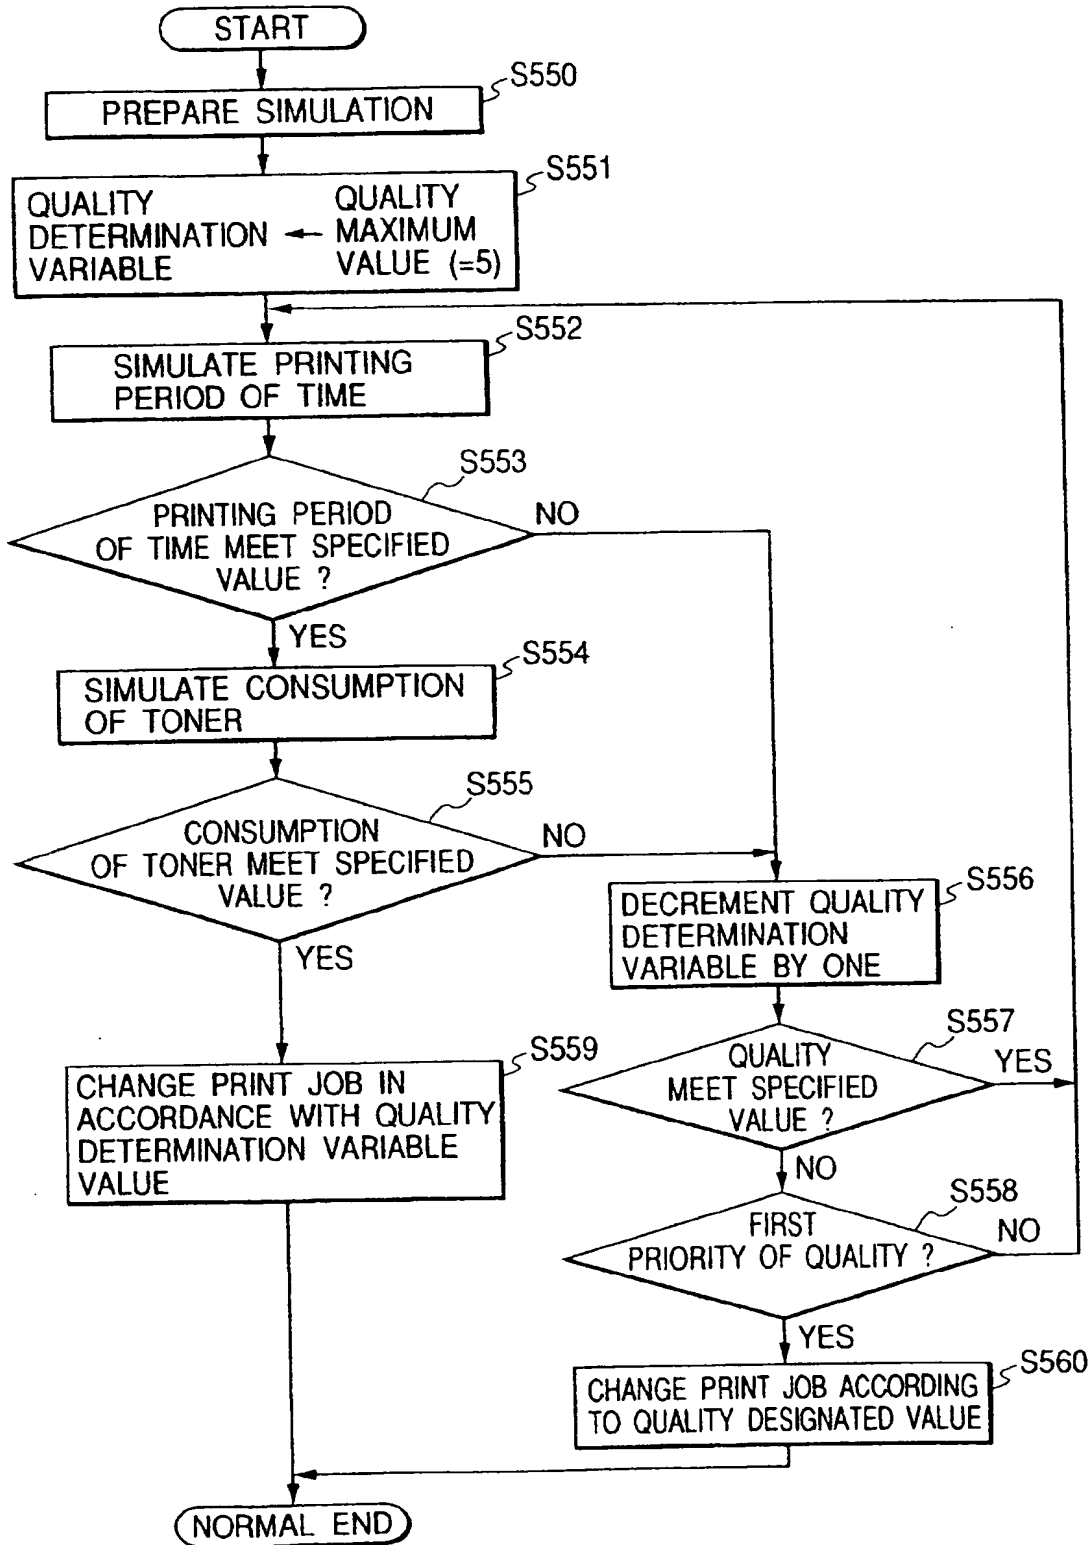 START
S550
PREPARE SIMULATION
S551
QUALITY
DETERMINATION
VARIABLE
←
QUALITY
MAXIMUM
VALUE (=5)
S552
SIMULATE PRINTING
PERIOD OF TIME
S553
PRINTING PERIOD
OF TIME MEET SPECIFIED
VALUE ?
NO
YES
S554
SIMULATE CONSUMPTION
OF TONER
S555
CONSUMPTION
OF TONER MEET SPECIFIED
VALUE ?
NO
YES
S556
DECREMENT QUALITY
DETERMINATION
VARIABLE BY ONE
S557
QUALITY
MEET SPECIFIED
VALUE ?
YES
NO
S558
FIRST
PRIORITY OF QUALITY ?
NO
YES
S559
CHANGE PRINT JOB IN
ACCORDANCE WITH QUALITY
DETERMINATION VARIABLE
VALUE
S560
CHANGE PRINT JOB ACCORDING
TO QUALITY DESIGNATED VALUE
NORMAL END